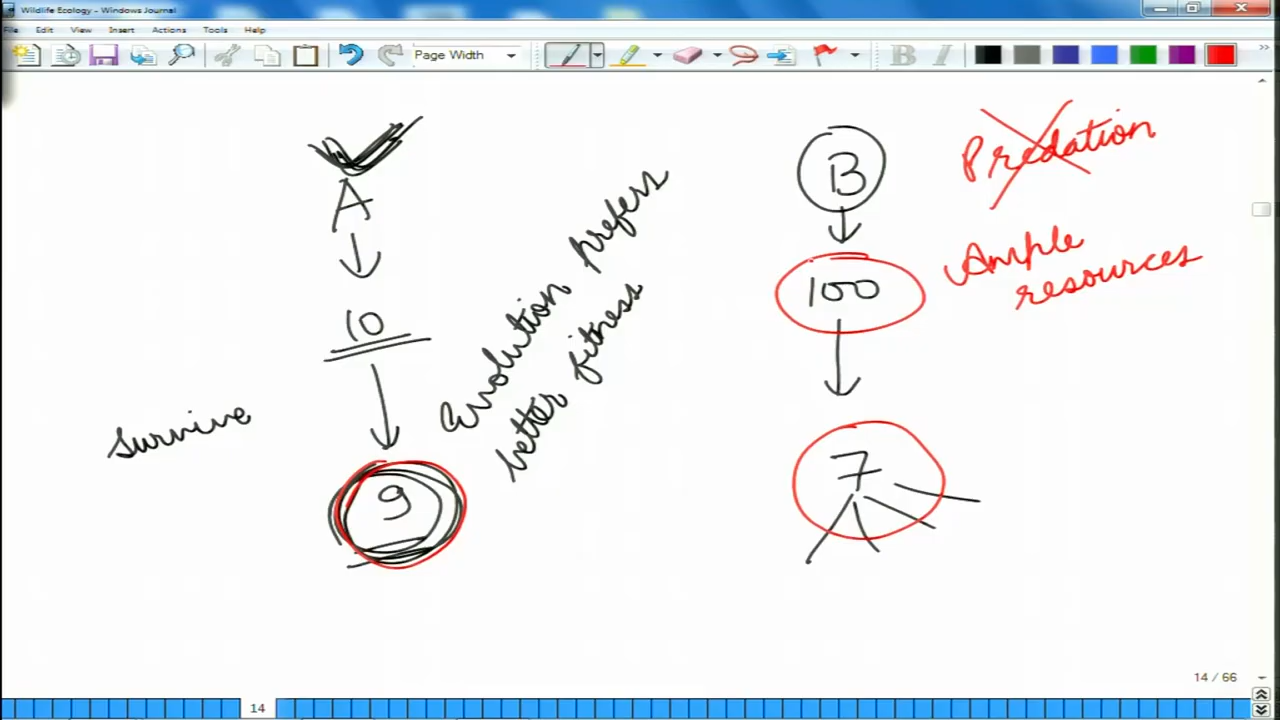 Wildlife Ecology - Windows Journal
File Edit View Insert Actions Tools Help
Page Width
B I
A
10
Survive
9
Evolution prefers
better fitness
B
100
7
Predation
Ample
resources
14 / 66
14